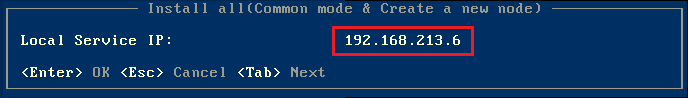 Install all(Common mode & Create a new node)
Local Service IP: 192.168.213.6
<Enter> OK <Esc> Cancel <Tab> Next